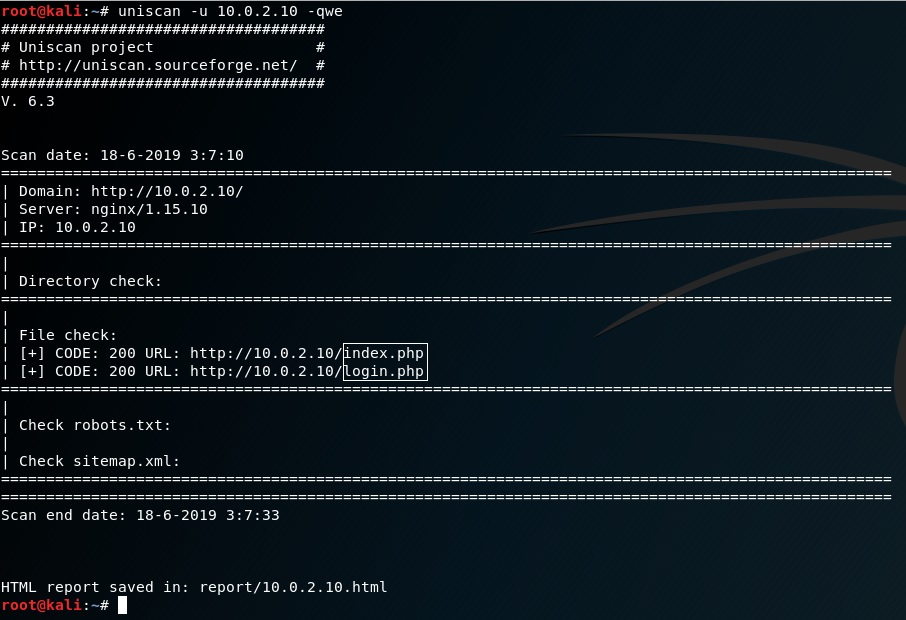 root@kali:~# uniscan -u 10.0.2.10 -qwe
####################################
# Uniscan project                  #
# http://uniscan.sourceforge.net/  #
####################################
V. 6.3
Scan date: 18-6-2019 3:7:10
===================================================================================================
| Domain: http://10.0.2.10/
| Server: nginx/1.15.10
| IP: 10.0.2.10
===================================================================================================
|
| Directory check:
===================================================================================================
|
| File check:
| [+] CODE: 200 URL: http://10.0.2.10/index.php
| [+] CODE: 200 URL: http://10.0.2.10/login.php
===================================================================================================
|
| Check robots.txt:
|
| Check sitemap.xml:
===================================================================================================
===================================================================================================
Scan end date: 18-6-2019 3:7:33
HTML report saved in: report/10.0.2.10.html
root@kali:~#